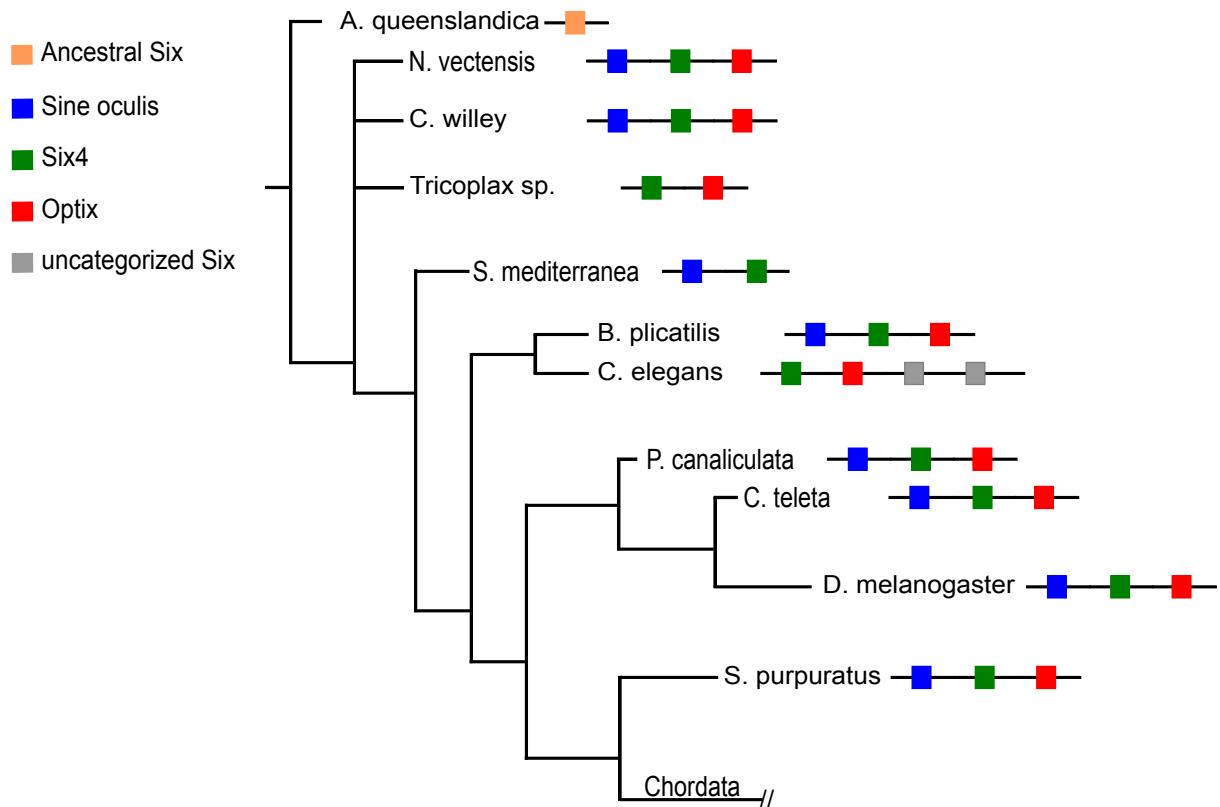 Ancestral Six
Sine oculis
Six4
Optix
uncategorized Six
A. queenslandica
N. vectensis
C. willey
Tricoplax sp.
S. mediterranea
B. plicatilis
C. elegans
P. canaliculata
C. teleta
D. melanogaster
S. purpuratus
Chordata
//